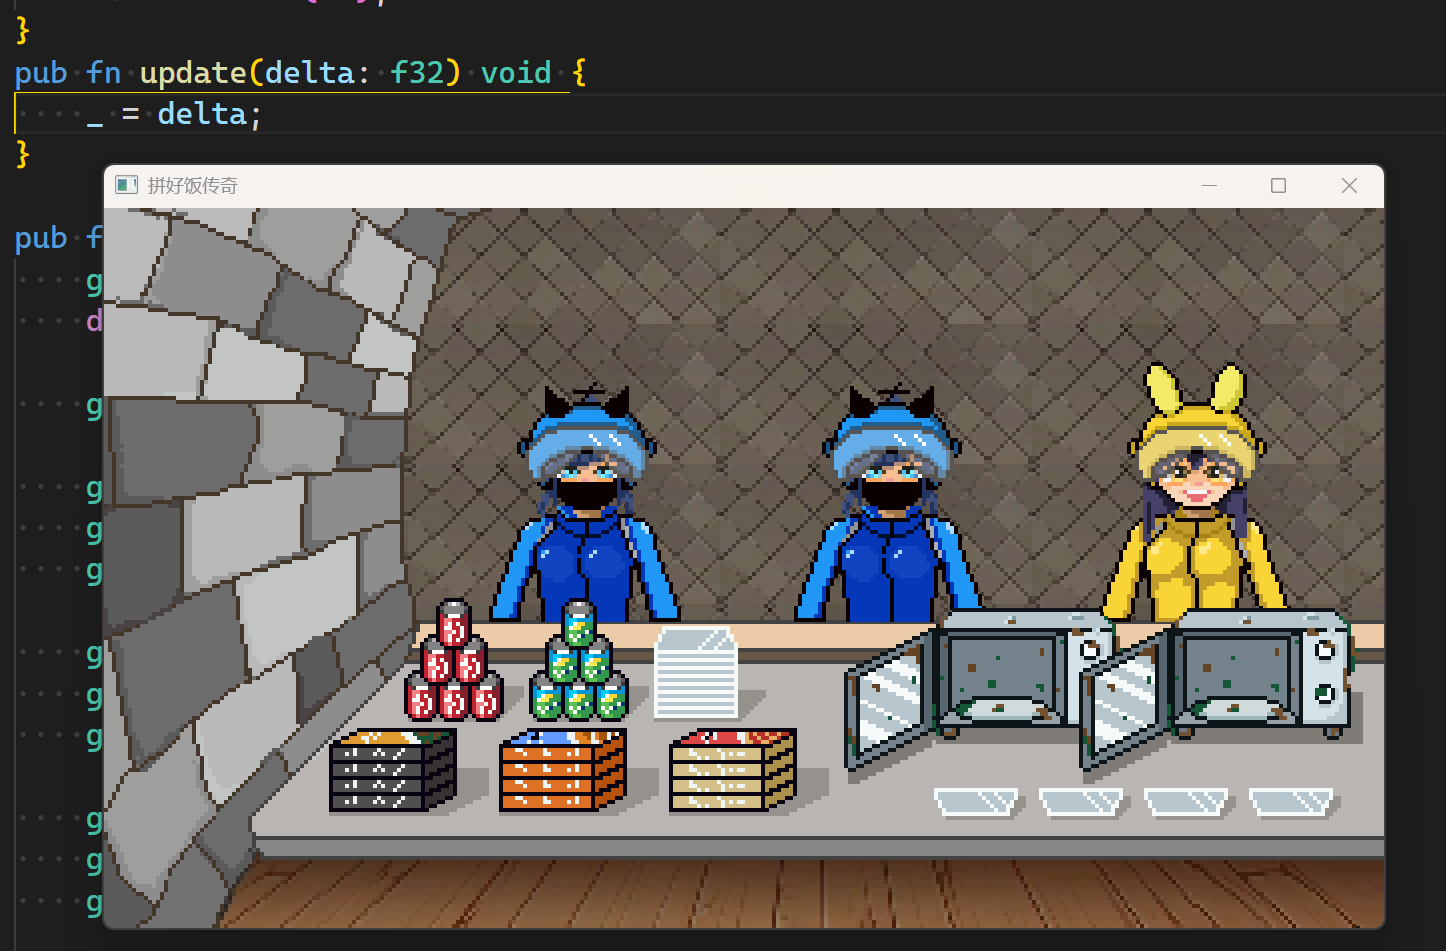 }
pub fn update(delta: f32) void {
_ = delta;
}
拼好饭传奇
pub f
g
d
g
g
g
g
g
g
g
g
g
g